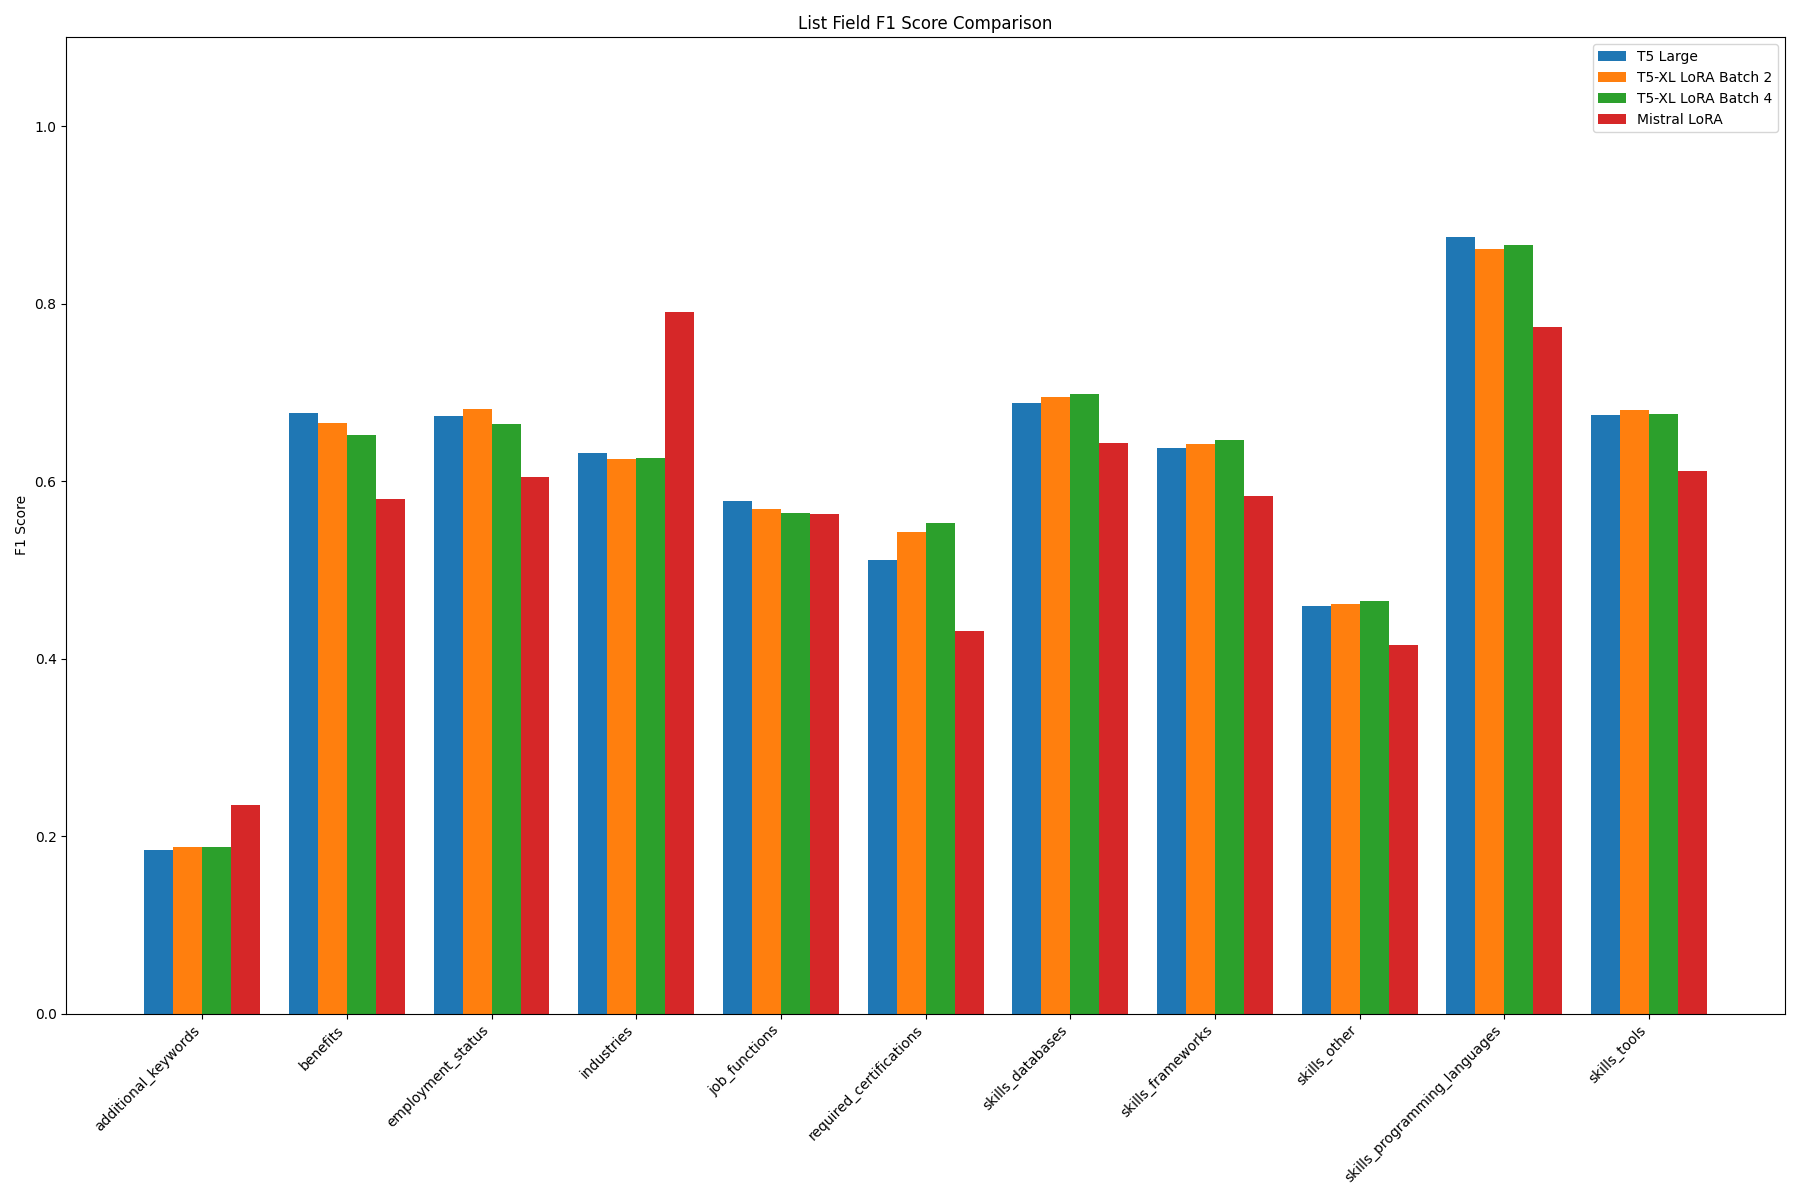 List Field F1 Score Comparison
T5 Large
T5-XL LoRA Batch 2
T5-XL LoRA Batch 4
Mistral LoRA
F1 Score
1.0
0.8
0.6
0.4
0.2
0.0
additional_keywords
benefits
employment_status
industries
job_functions
required_certifications
skills_databases
skills_frameworks
skills_other
skills_programming_languages
skills_tools